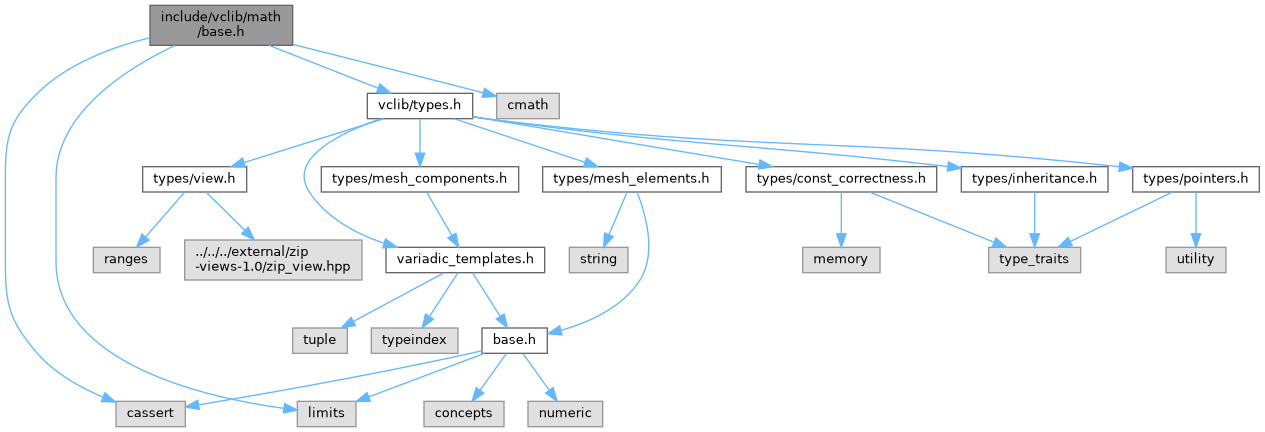 include/vclib/math
/base.h
vclib/types.h
cmath
types/view.h
types/mesh_components.h
types/mesh_elements.h
types/const_correctness.h
types/inheritance.h
types/pointers.h
ranges
../../../external/zip
-views-1.0/zip_view.hpp
variadic_templates.h
string
memory
type_traits
utility
tuple
typeindex
base.h
cassert
limits
concepts
numeric